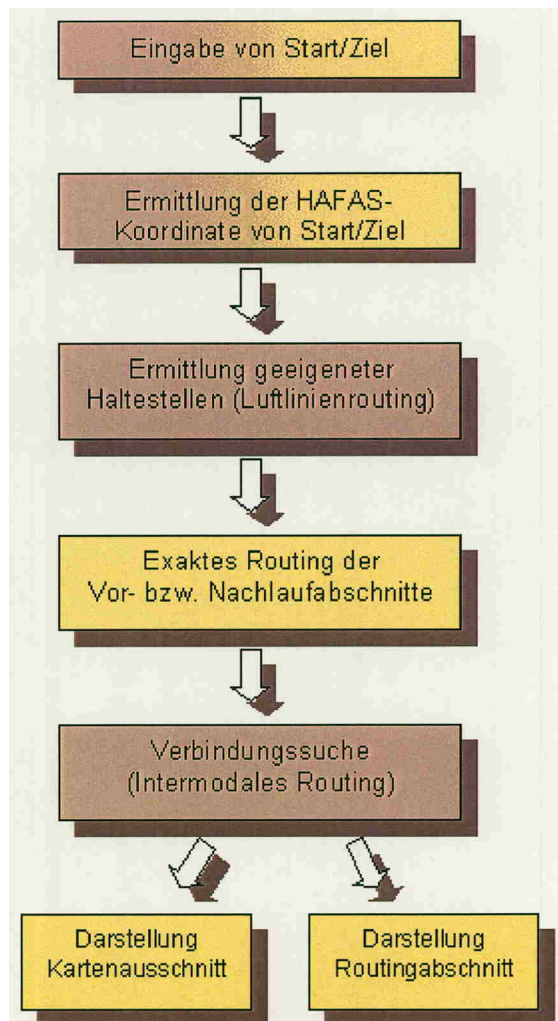 Eingabe von Start/Ziel
Ermittlung der HAFAS-
Koordinate von Start/Ziel
Ermittlung geeigeneter
Haltestellen (Luftlinienrouting)
Exaktes Routing der
Vor- bzw. Nachlaufabschnitte
Verbindungssuche
(Intermodales Routing)
Darstellung
Kartenausschnitt
Darstellung
Routingabschnitt